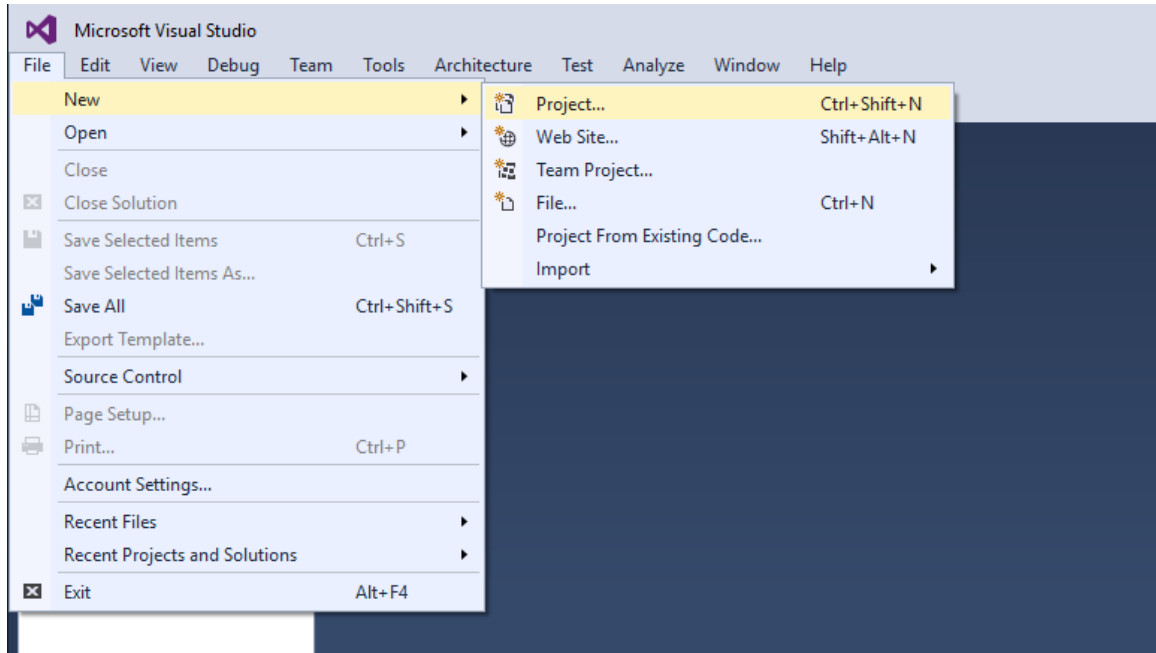 Microsoft Visual Studio
File Edit View Debug Team Tools Architecture Test Analyze Window Help
New
Open
Close
Close Solution
Save Selected Items Ctrl+S
Save Selected Items As...
Save All Ctrl+Shift+S
Export Template...
Source Control
Page Setup...
Print... Ctrl+P
Account Settings...
Recent Files
Recent Projects and Solutions
Exit Alt+F4
Project... Ctrl+Shift+N
Web Site... Shift+Alt+N
Team Project...
File... Ctrl+N
Project From Existing Code...
Import